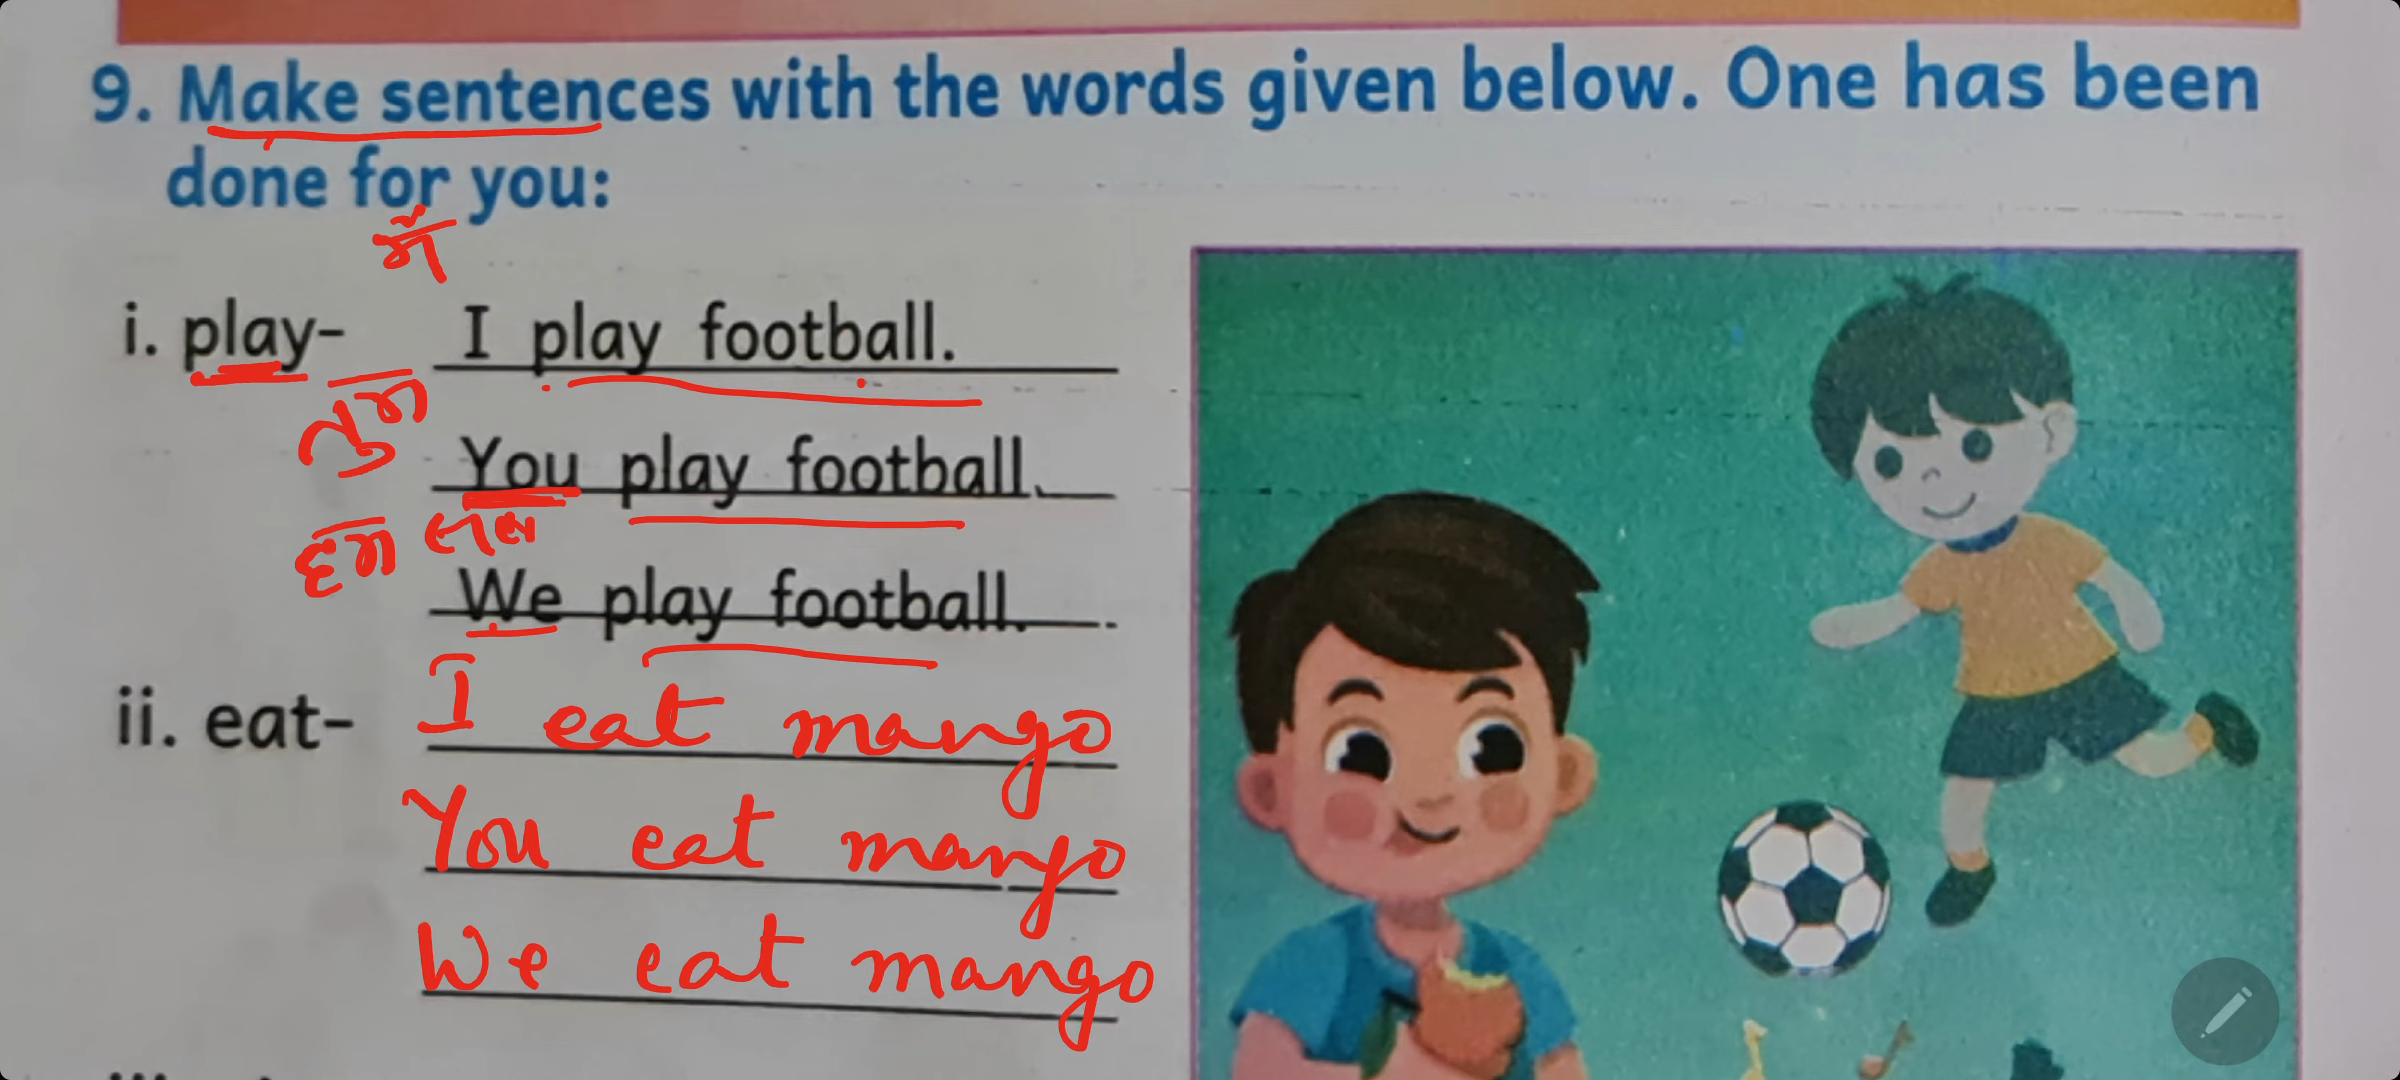 9. Make sentences with the words given below. One has been
done for you:
मैं
i. play- I play football.
तुम
You play football.
हम लोग
We play football.
ii. eat- I eat mango
You eat mango
We eat mango